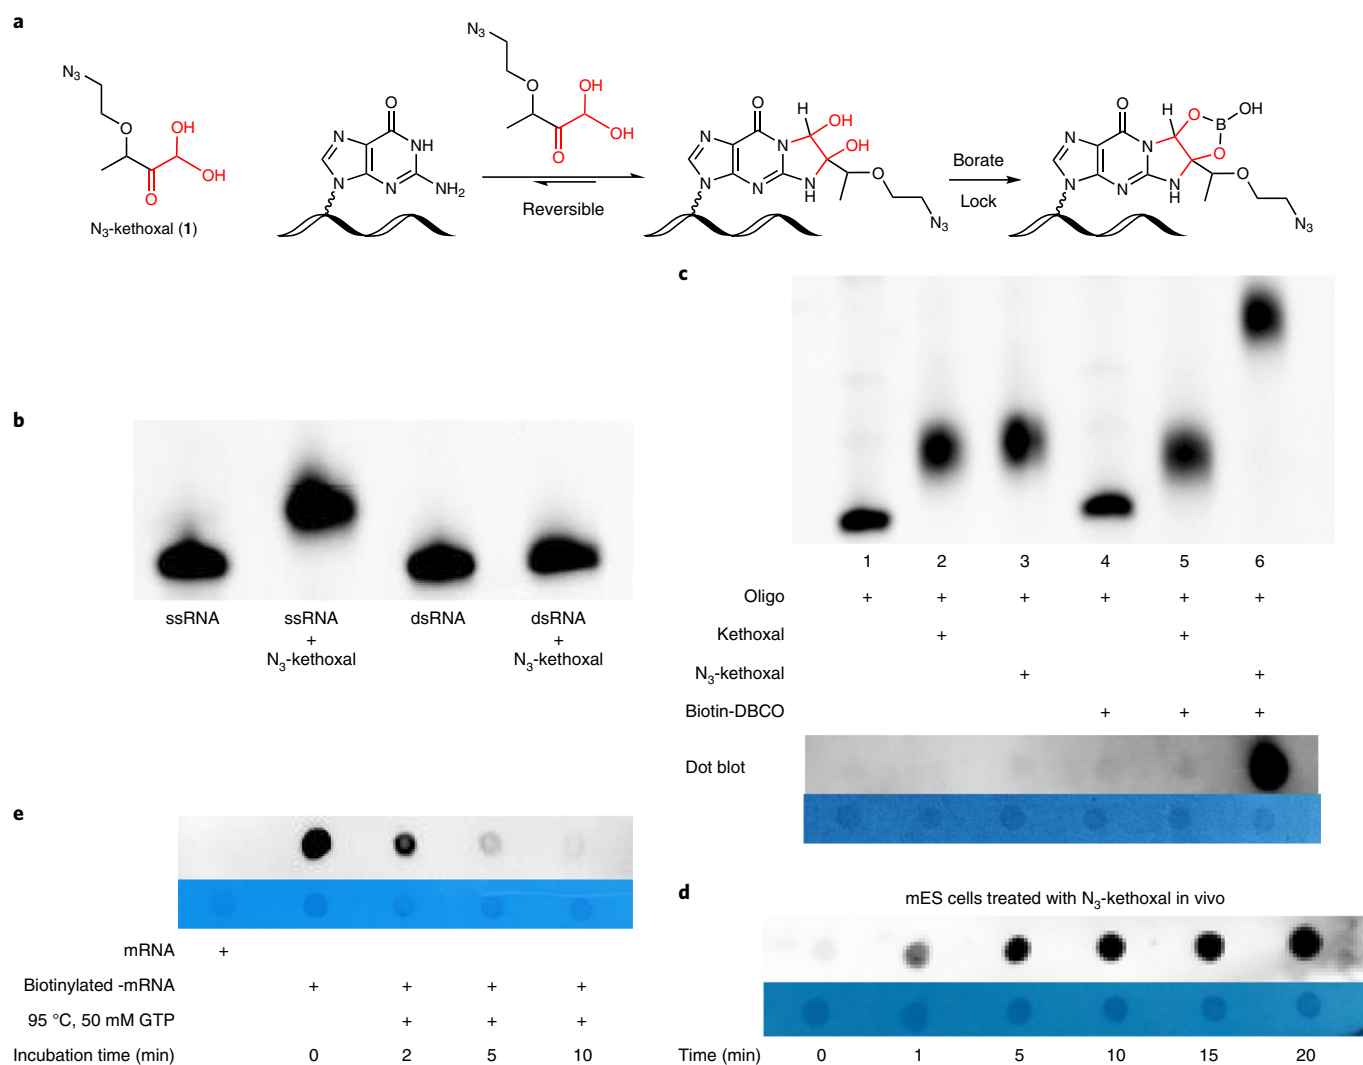 a
N3-kethoxal (1)
N3
O
OH
OH
O
O
N
NH
N
N
NH2
N3
O
OH
OH
O
Reversible
O
H
OH
N
N
OH
N
N
N
H
O
N3
Borate
Lock
O
H
O
B
OH
N
N
O
N
N
N
H
O
N3
b
ssRNA
ssRNA
+
N3-kethoxal
dsRNA
dsRNA
+
N3-kethoxal
c
1 2 3 4 5 6
Oligo + + + + + +
Kethoxal + +
N3-kethoxal + +
Biotin-DBCO + + +
Dot blot
d
mES cells treated with N3-kethoxal in vivo
Time (min) 0 1 5 10 15 20
e
mRNA +
Biotinylated -mRNA + + + +
95 °C, 50 mM GTP + + +
Incubation time (min) 0 2 5 10